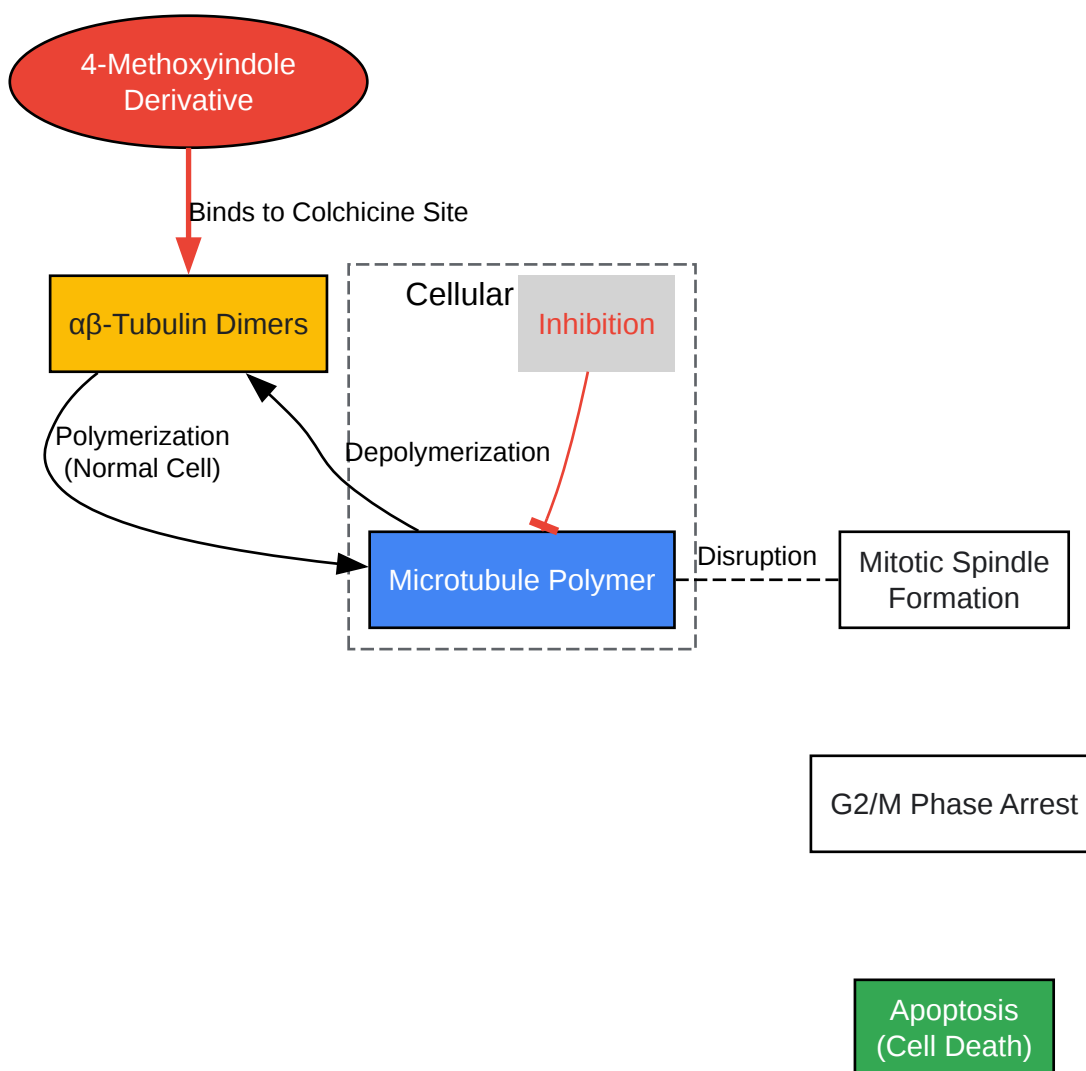 4-Methoxyindole
Derivative
Binds to Colchicine Site
αβ-Tubulin Dimers
Cellular
Inhibition
Polymerization
(Normal Cell)
Depolymerization
Microtubule Polymer
Disruption
Mitotic Spindle
Formation
G2/M Phase Arrest
Apoptosis
(Cell Death)